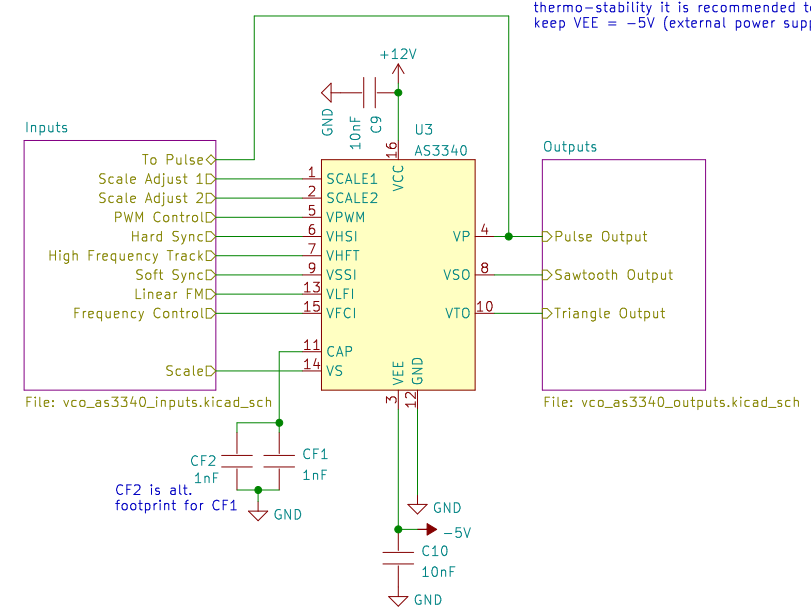 thermo-stability it is recommended
keep VEE = -5V (external power
+12V
GND
10nF
C9
U3
AS3340
16
VCC
Inputs
Outputs
To Pulse
Scale Adjust 1
1
SCALE1
Scale Adjust 2
2
SCALE2
PWM Control
5
VPWM
Hard Sync
6
VHSI
VP
4
Pulse Output
High Frequency Track
7
VHFT
Soft Sync
9
VSSI
VSO
8
Sawtooth Output
Linear FM
13
VLFI
Frequency Control
15
VFCI
VTO
10
Triangle Output
11
CAP
Scale
14
VS
VEE
GND
3
12
File: vco_as3340_inputs.kicad_sch
File: vco_as3340_outputs.kicad_sch
CF2
1nF
CF1
1nF
CF2 is alt.
footprint for CF1
GND
GND
-5V
C10
10nF
GND